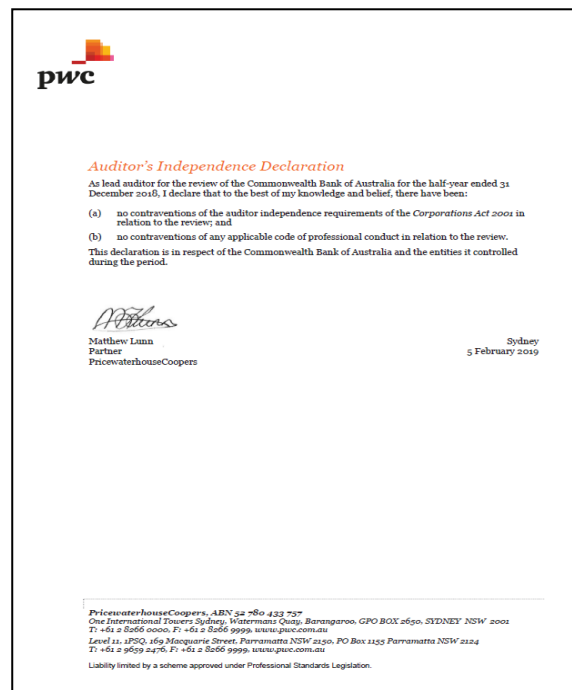 pwc
Auditor's Independence Declaration
As lead auditor for the review of the Commonwealth Bank of Australia for the half-year ended 31
December 2018, I declare that to the best of my knowledge and belief, there have been:
(a) no contraventions of the auditor independence requirements of the Corporations Act 2001 in
relation to the review; and
(b) no contraventions of any applicable code of professional conduct in relation to the review.
This declaration is in respect of the Commonwealth Bank of Australia and the entities it controlled
during the period.
Matthew Lunn Sydney
Partner 5 February 2019
PricewaterhouseCoopers
PricewaterhouseCoopers, ABN 52 780 433 757
One International Towers Sydney, Watermans Quay, Barangaroo, GPO BOX 2650, SYDNEY NSW 2001
T: +61 2 8266 0000, F: +61 2 8266 9999, www.pwc.com.au
Level 11, 1PSQ, 169 Macquarie Street, Parramatta NSW 2150, PO Box 1155 Parramatta NSW 2124
T: +61 2 9659 2476, F: +61 2 8266 9999, www.pwc.com.au
Liability limited by a scheme approved under Professional Standards Legislation.